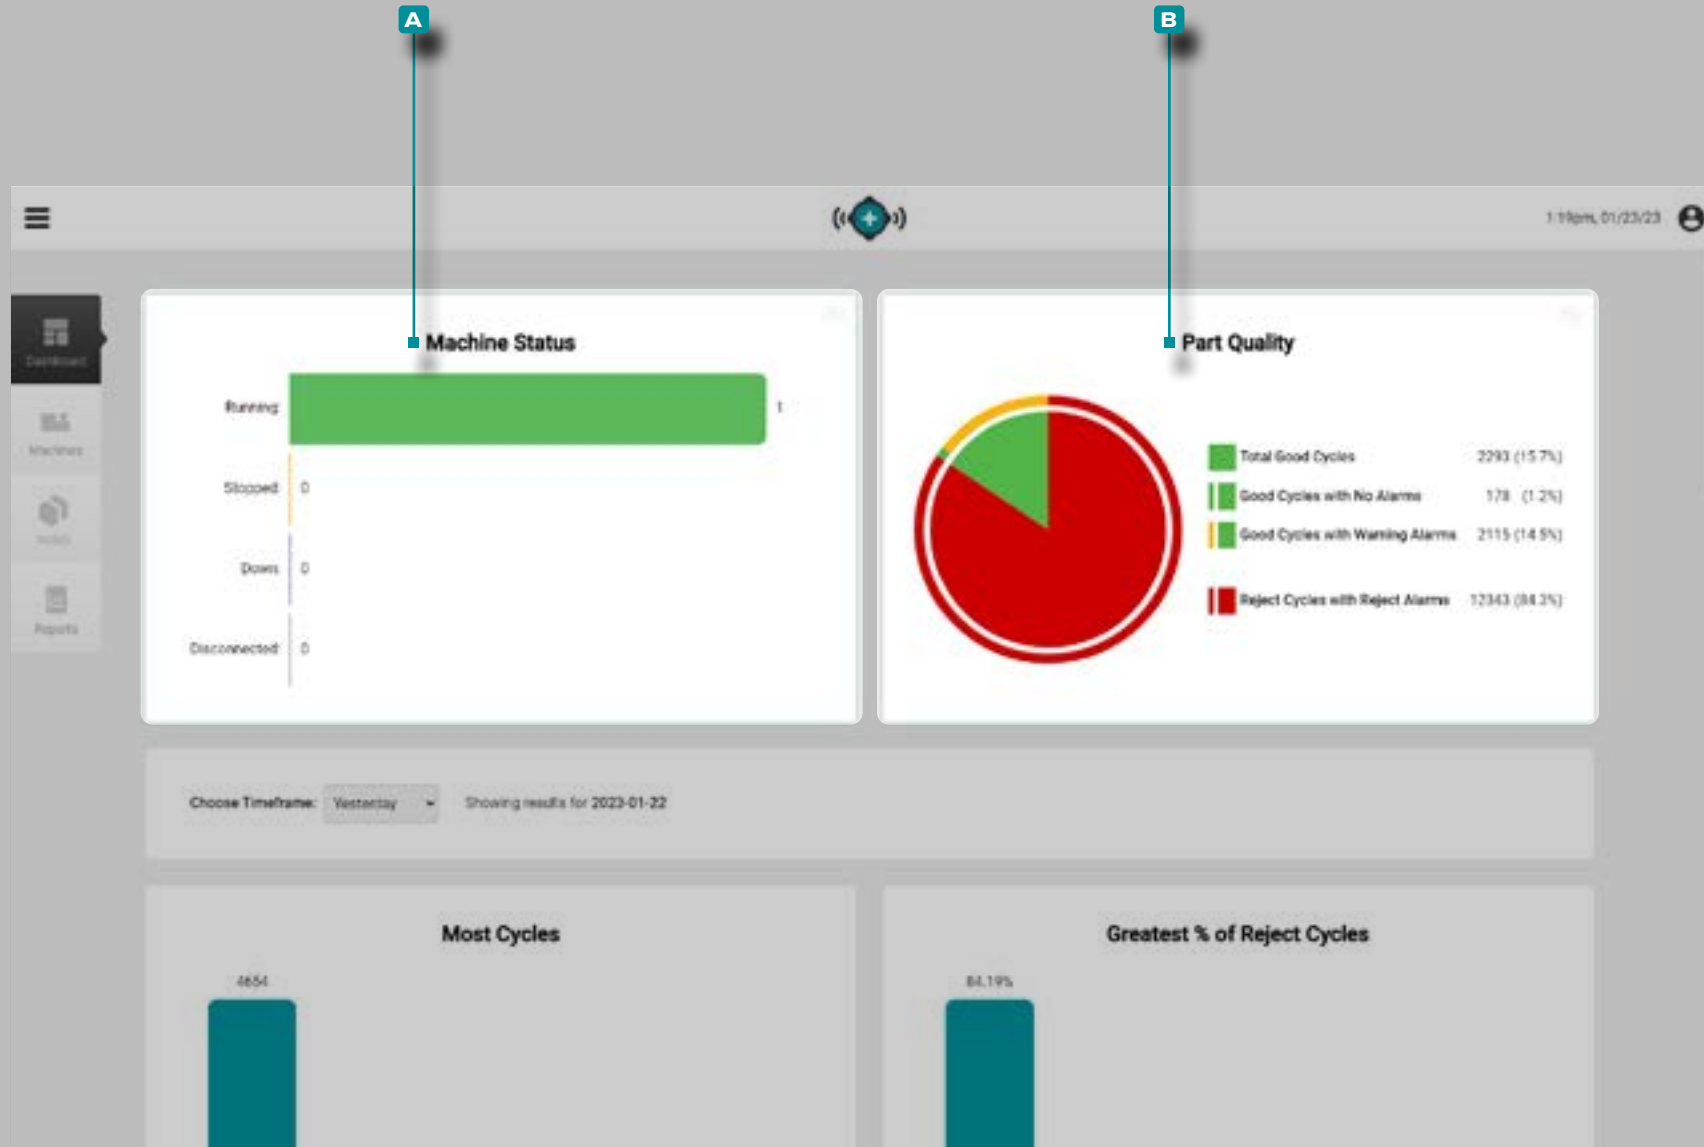 A
B
1:19pm, 01/23/23
Dashboard
Machines
Reports
Machine Status
Running 1
Stopped 0
Down 0
Disconnected 0
Part Quality
Total Good Cycles 2293 (15.7%)
Good Cycles with No Alarms 178 (1.2%)
Good Cycles with Warning Alarms 2115 (14.5%)
Reject Cycles with Reject Alarms 12343 (84.3%)
Choose Timeframe: Yesterday Showing results for 2023-01-22
Most Cycles
4654
Greatest % of Reject Cycles
84.19%